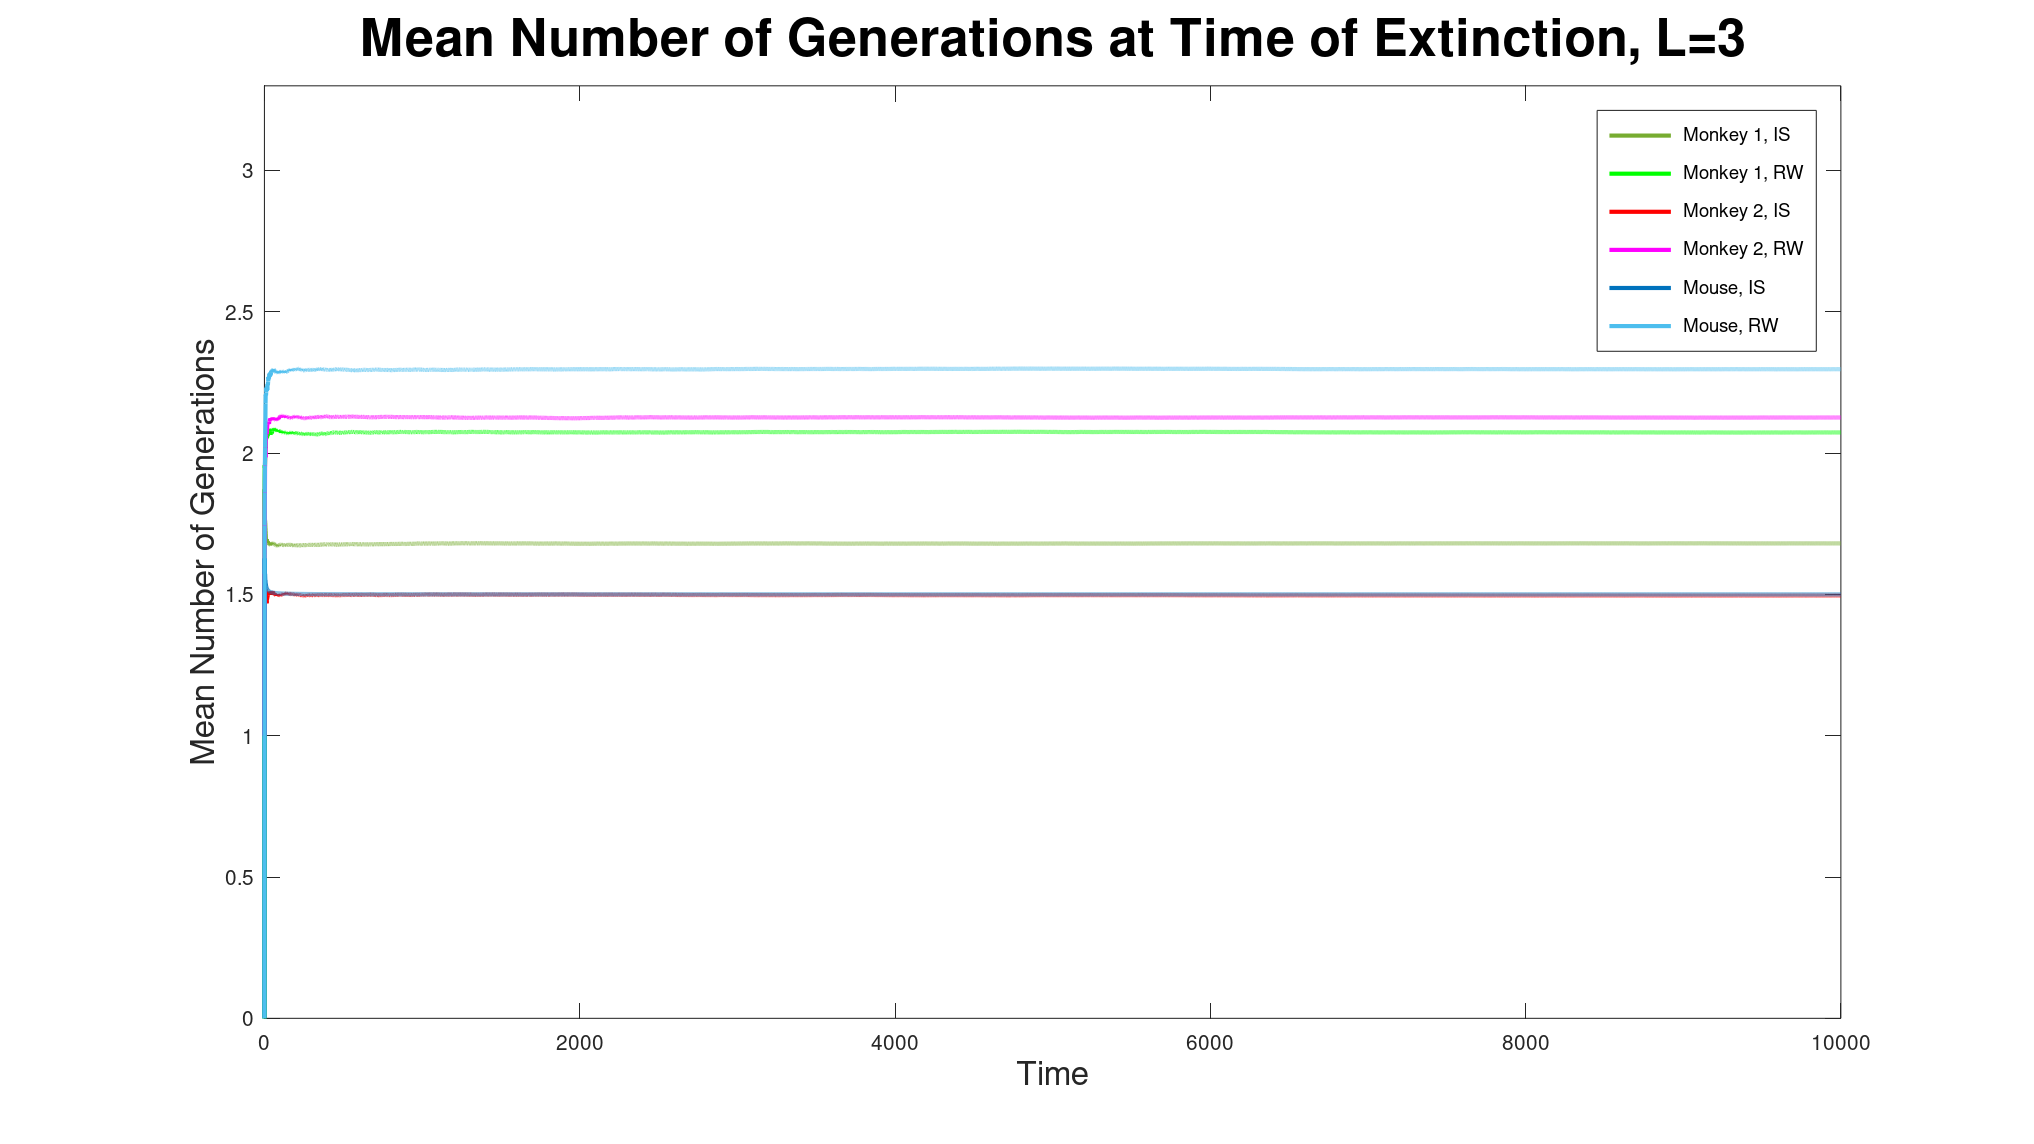 Mean Number of Generations at Time of Extinction, L=3
Monkey 1, IS
Monkey 1, RW
Monkey 2, IS
Monkey 2, RW
Mouse, IS
Mouse, RW
Mean Number of Generations
3
2.5
2
1.5
1
0.5
0
0
2000
4000
6000
8000
10000
Time